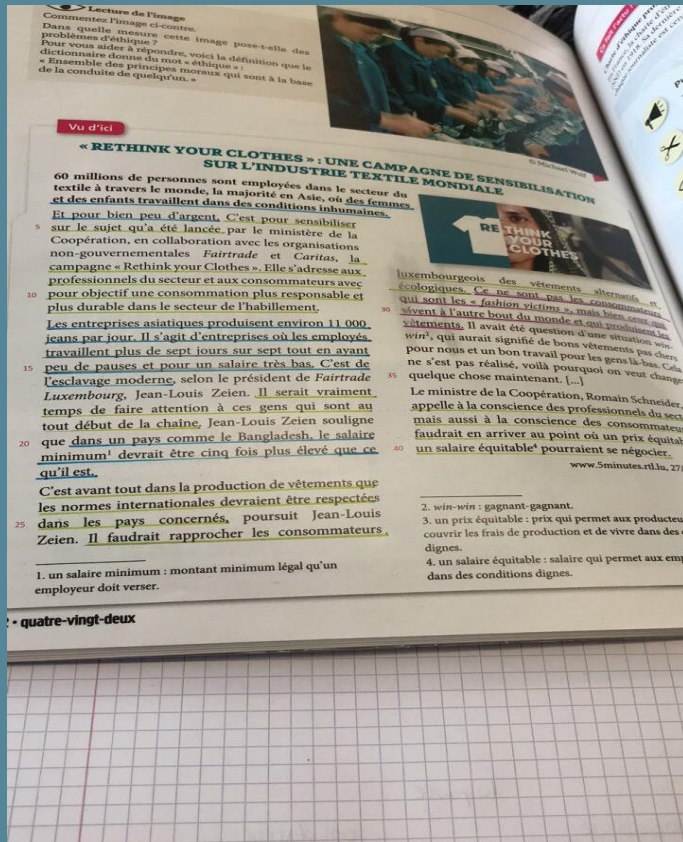 Lecture de l'image
Commentez l'image ci-contre.
Dans quelle mesure cette image pose-t-elle des
problèmes d'éthique ?
Pour vous aider à répondre, voici la définition que le
dictionnaire donne du mot « éthique » :
« Ensemble des principes moraux qui sont à la base
de la conduite de quelqu'un. »
© Michael Wolf
Vu d'ici
« RETHINK YOUR CLOTHES » : UNE CAMPAGNE DE SENSIBILISATION
SUR L'INDUSTRIE TEXTILE MONDIALE
60 millions de personnes sont employées dans le secteur du
textile à travers le monde, la majorité en Asie, où des femmes
et des enfants travaillent dans des conditions inhumaines.
Et pour bien peu d'argent. C'est pour sensibiliser
5 sur le sujet qu'a été lancée par le ministère de la
Coopération, en collaboration avec les organisations
non-gouvernementales Fairtrade et Caritas, la
campagne « Rethink your Clothes ». Elle s'adresse aux
professionnels du secteur et aux consommateurs avec
10 pour objectif une consommation plus responsable et
plus durable dans le secteur de l'habillement.
Les entreprises asiatiques produisent environ 11 000
jeans par jour. Il s'agit d'entreprises où les employés
travaillent plus de sept jours sur sept tout en ayant
15 peu de pauses et pour un salaire très bas. C'est de
l'esclavage moderne, selon le président de Fairtrade
Luxembourg, Jean-Louis Zeien. Il serait vraiment
temps de faire attention à ces gens qui sont au
tout début de la chaîne, Jean-Louis Zeien souligne
20 que dans un pays comme le Bangladesh, le salaire
minimum¹ devrait être cinq fois plus élevé que ce
qu'il est.
C'est avant tout dans la production de vêtements que
les normes internationales devraient être respectées
25 dans les pays concernés, poursuit Jean-Louis
Zeien. Il faudrait rapprocher les consommateurs
RETHINK
YOUR
CLOTHES
luxembourgeois des vêtements alternatifs et
écologiques. Ce ne sont pas les consommateurs
qui sont les « fashion victims », mais bien ceux qui
30 vivent à l'autre bout du monde et qui produisent les
vêtements. Il avait été question d'une situation win-
win², qui aurait signifié de bons vêtements pas chers
pour nous et un bon travail pour les gens là-bas. Cela
ne s'est pas réalisé, voilà pourquoi on veut change
35 quelque chose maintenant. [...]
Le ministre de la Coopération, Romain Schneider,
appelle à la conscience des professionnels du sect
mais aussi à la conscience des consommateu
faudrait en arriver au point où un prix équitab
40 un salaire équitable⁴ pourraient se négocier.
www.5minutes.rtl.lu, 27/
1. un salaire minimum : montant minimum légal qu'un
employeur doit verser.
2. win-win : gagnant-gagnant.
3. un prix équitable : prix qui permet aux producteu
couvrir les frais de production et de vivre dans des
dignes.
4. un salaire équitable : salaire qui permet aux emp
dans des conditions dignes.
• quatre-vingt-deux